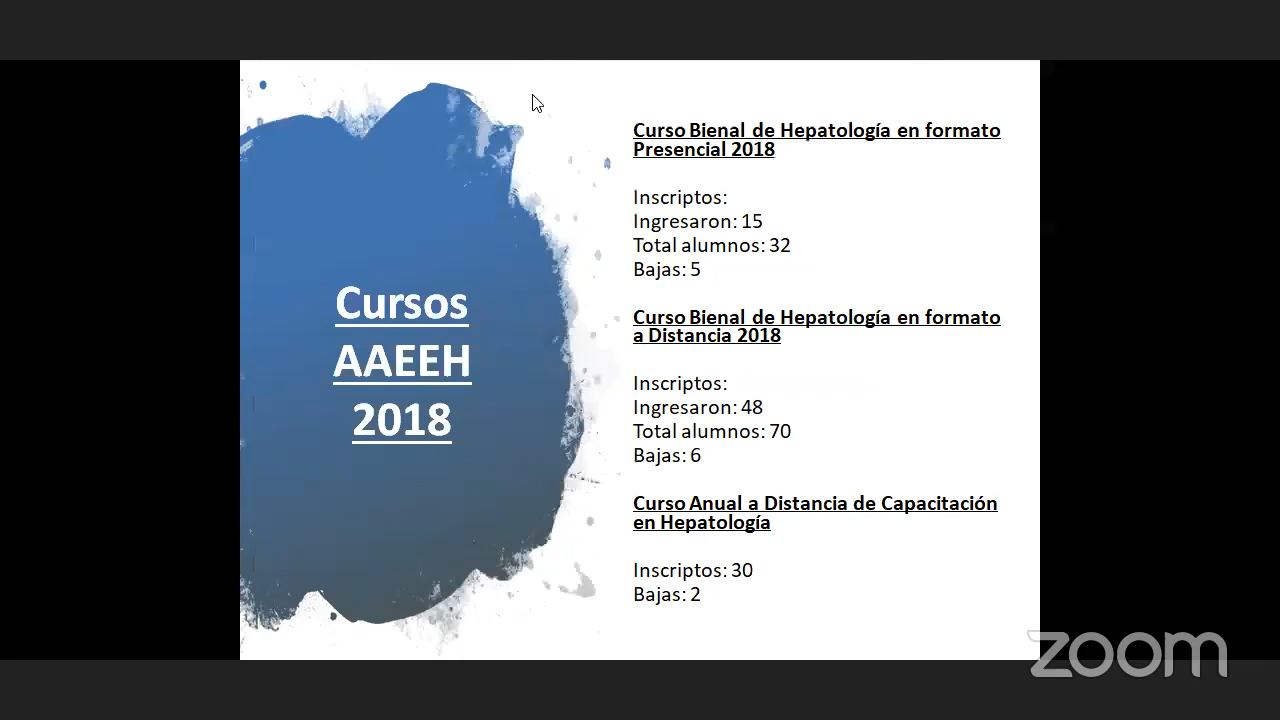 Cursos
AAEEH
2018
Curso Bienal de Hepatología en formato
Presencial 2018
Inscriptos:
Ingresaron: 15
Total alumnos: 32
Bajas: 5
Curso Bienal de Hepatología en formato
a Distancia 2018
Inscriptos:
Ingresaron: 48
Total alumnos: 70
Bajas: 6
Curso Anual a Distancia de Capacitación
en Hepatología
Inscriptos: 30
Bajas: 2
zoom